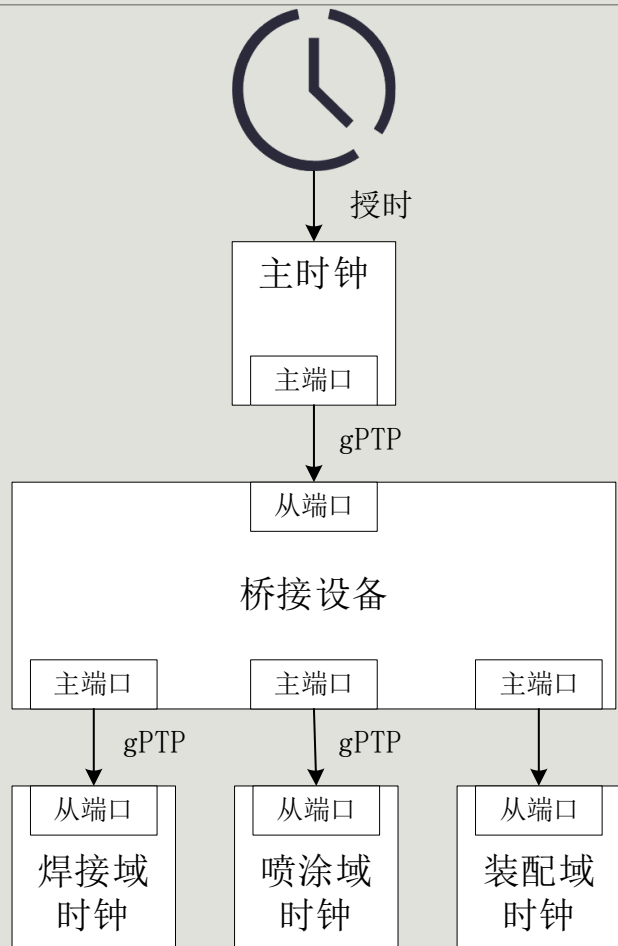 授时
主时钟
主端口
gPTP
从端口
桥接设备
主端口 主端口 主端口
gPTP gPTP
从端口 从端口 从端口
焊接域 喷涂域 装配域
时钟 时钟 时钟